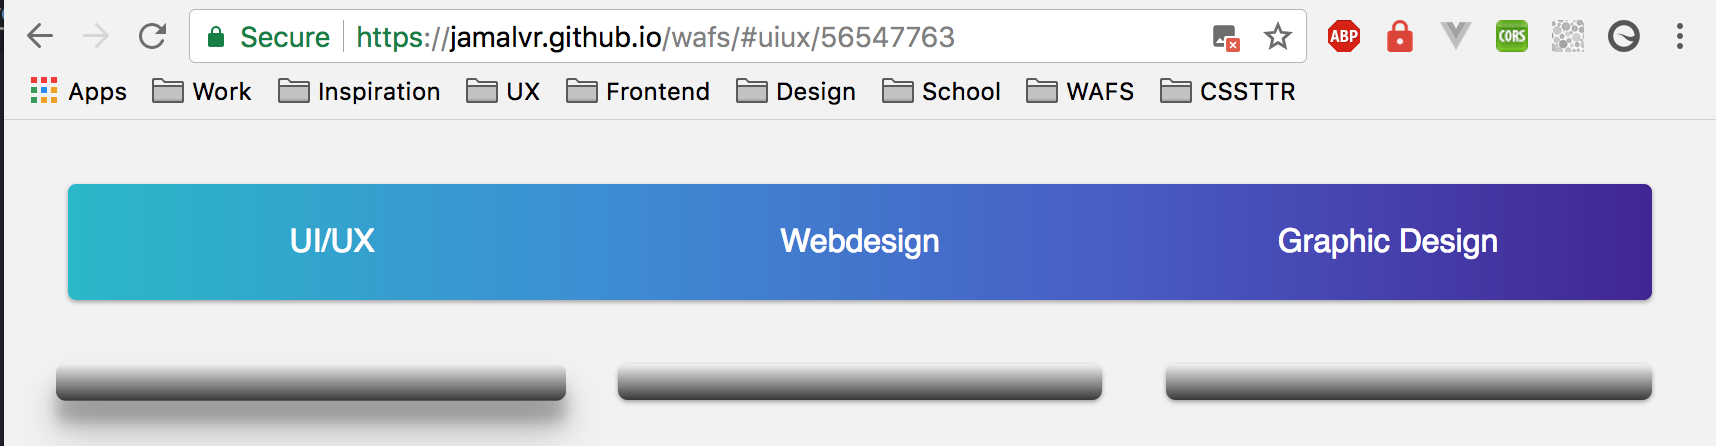 Secure https://jamalvr.github.io/wafs/#uiux/56547763 ABP CORS
Apps Work Inspiration UX Frontend Design School WAFS CSSTTR
UI/UX Webdesign Graphic Design